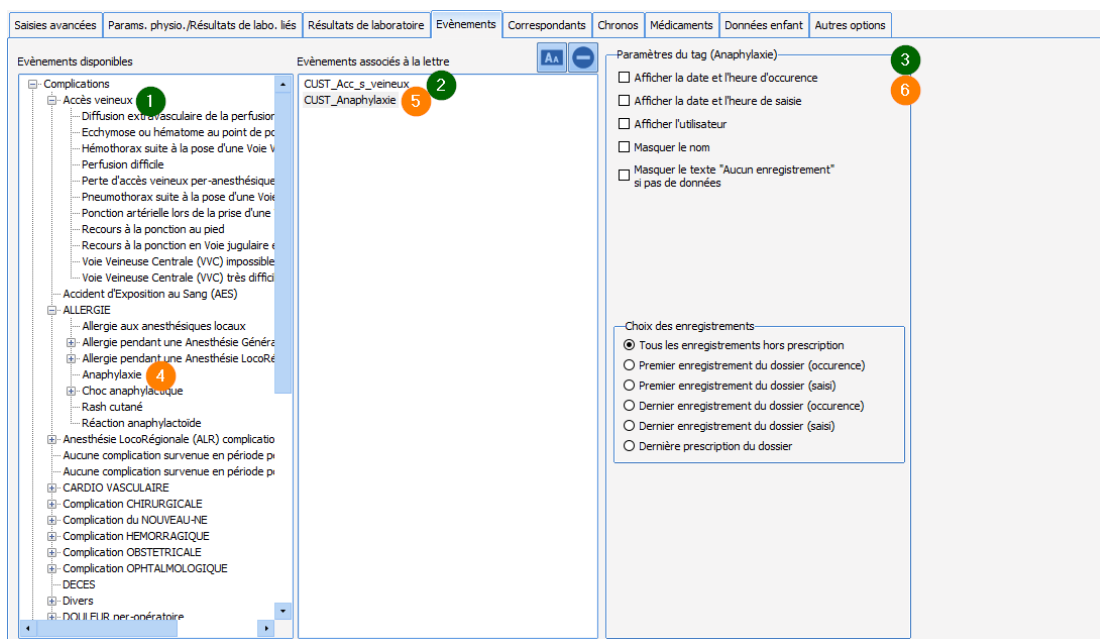 Saisies avancées
Params. physio./Résultats de labo. liés
Résultats de laboratoire
Evènements
Correspondants
Chronos
Médicaments
Données enfant
Autres options
Evènements disponibles
Complications
Accès veineux
1
Diffusion extravasculaire de la perfusion
Ecchymose ou hématome au point de po
Hémothorax suite à la pose d'une Voie V
Perfusion difficile
Perte d'accès veineux per-anesthésique
Pneumothorax suite à la pose d'une Voie
Ponction artérielle lors de la prise d'une
Recours à la ponction au pied
Recours à la ponction en Voie jugulaire e
Voie Veineuse Centrale (VVC) impossible
Voie Veineuse Centrale (VVC) très diffici
Accident d'Exposition au Sang (AES)
ALLERGIE
Allergie aux anesthésiques locaux
Allergie pendant une Anesthésie Généra
Allergie pendant une Anesthésie LocoRé
Anaphylaxie
4
Choc anaphylactique
Rash cutané
Réaction anaphylactoïde
Anesthésie LocoRégionale (ALR) complicatio
Aucune complication survenue en période pe
Aucune complication survenue en période pe
CARDIO VASCULAIRE
Complication CHIRURGICALE
Complication du NOUVEAU-NE
Complication HEMORRAGIQUE
Complication OBSTETRICALE
Complication OPHTALMOLOGIQUE
DECES
Divers
DOULEUR per-opératoire
Evènements associés à la lettre
AA
CUST_Acc_s_veineux
2
CUST_Anaphylaxie
5
Paramètres du tag (Anaphylaxie)
3
Afficher la date et l'heure d'occurence
6
Afficher la date et l'heure de saisie
Afficher l'utilisateur
Masquer le nom
Masquer le texte "Aucun enregistrement"
si pas de données
Choix des enregistrements
Tous les enregistrements hors prescription
Premier enregistrement du dossier (occurence)
Premier enregistrement du dossier (saisi)
Dernier enregistrement du dossier (occurence)
Dernier enregistrement du dossier (saisi)
Dernière prescription du dossier